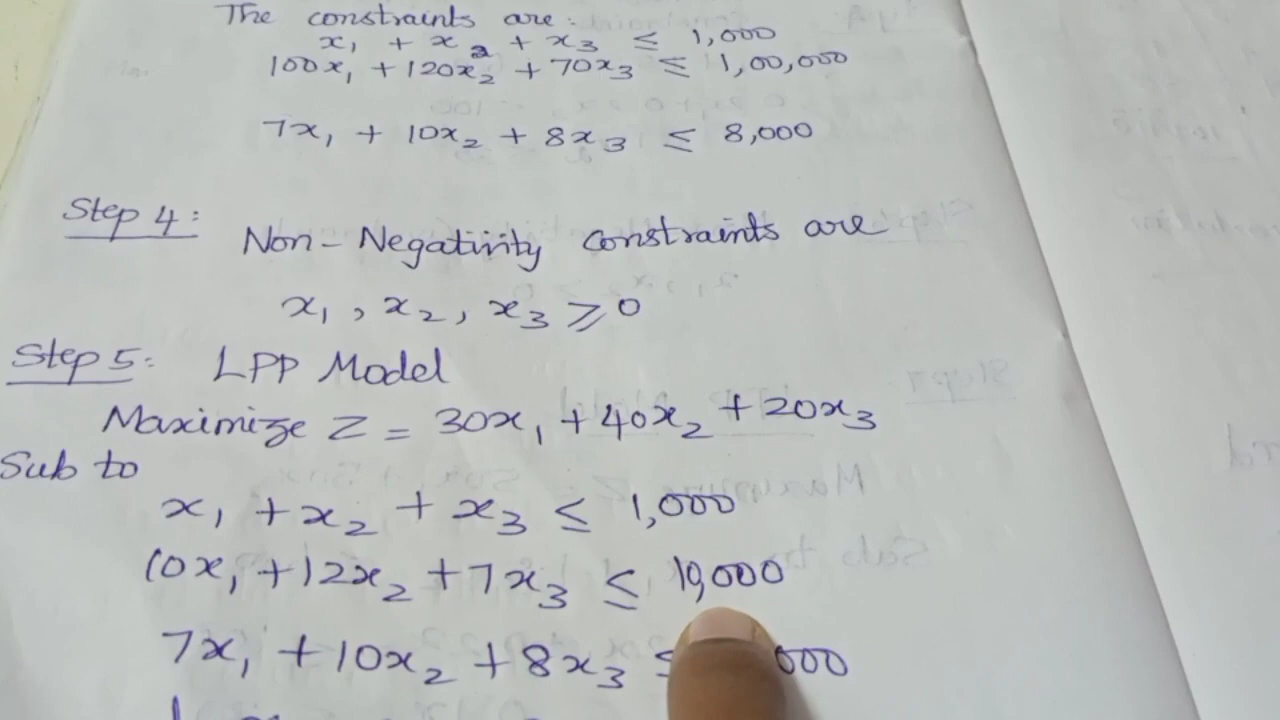 The constraints are:
x₁ + x₂ + x₃ ≤ 1,000
100x₁ + 120x₂ + 70x₃ ≤ 1,00,000
7x₁ + 10x₂ + 8x₃ ≤ 8,000
Step 4: Non-Negativity constraints are
x₁, x₂, x₃ ≥ 0
Step 5: LPP Model
Maximize Z = 30x₁ + 40x₂ + 20x₃
Sub to
x₁ + x₂ + x₃ ≤ 1,000
10x₁ + 12x₂ + 7x₃ ≤ 10,000
7x₁ + 10x₂ + 8x₃ ≤ 000